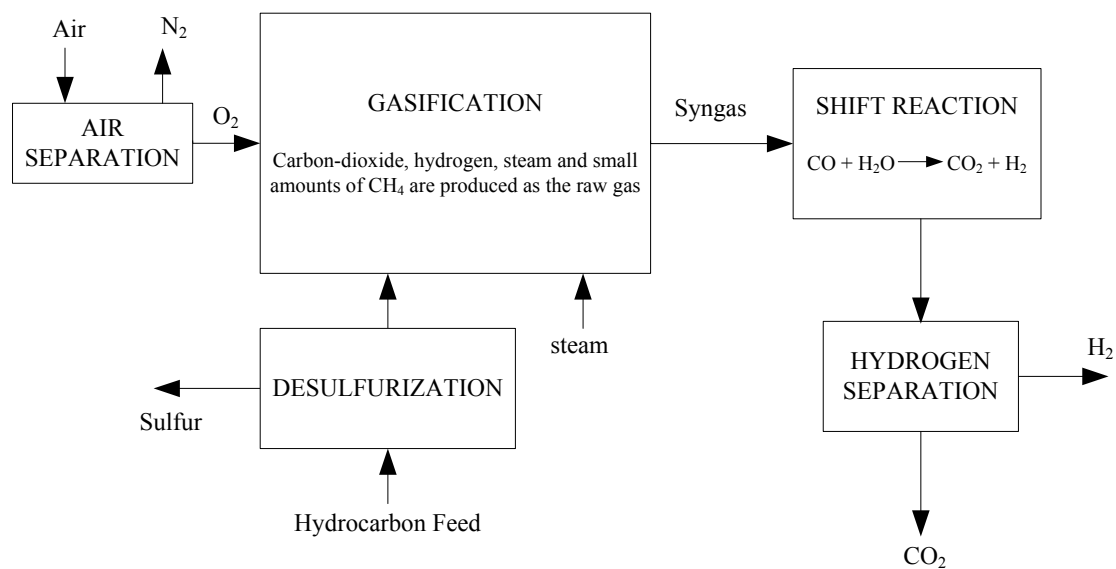 Air
N₂
AIR
SEPARATION
O₂
GASIFICATION
Carbon-dioxide, hydrogen, steam and small
amounts of CH₄ are produced as the raw gas
Syngas
SHIFT REACTION
CO + H₂O → CO₂ + H₂
steam
DESULFURIZATION
Sulfur
Hydrocarbon Feed
HYDROGEN
SEPARATION
H₂
CO₂